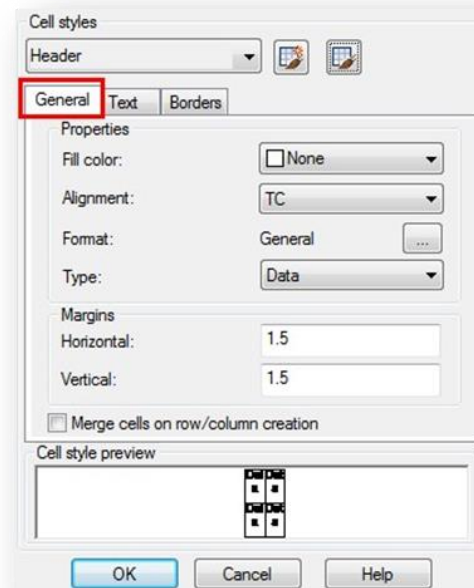 Cell styles
Header
General Text Borders
Properties
Fill color: None
Alignment: TC
Format: General ...
Type: Data
Margins
Horizontal: 1.5
Vertical: 1.5
Merge cells on row/column creation
Cell style preview
OK Cancel Help